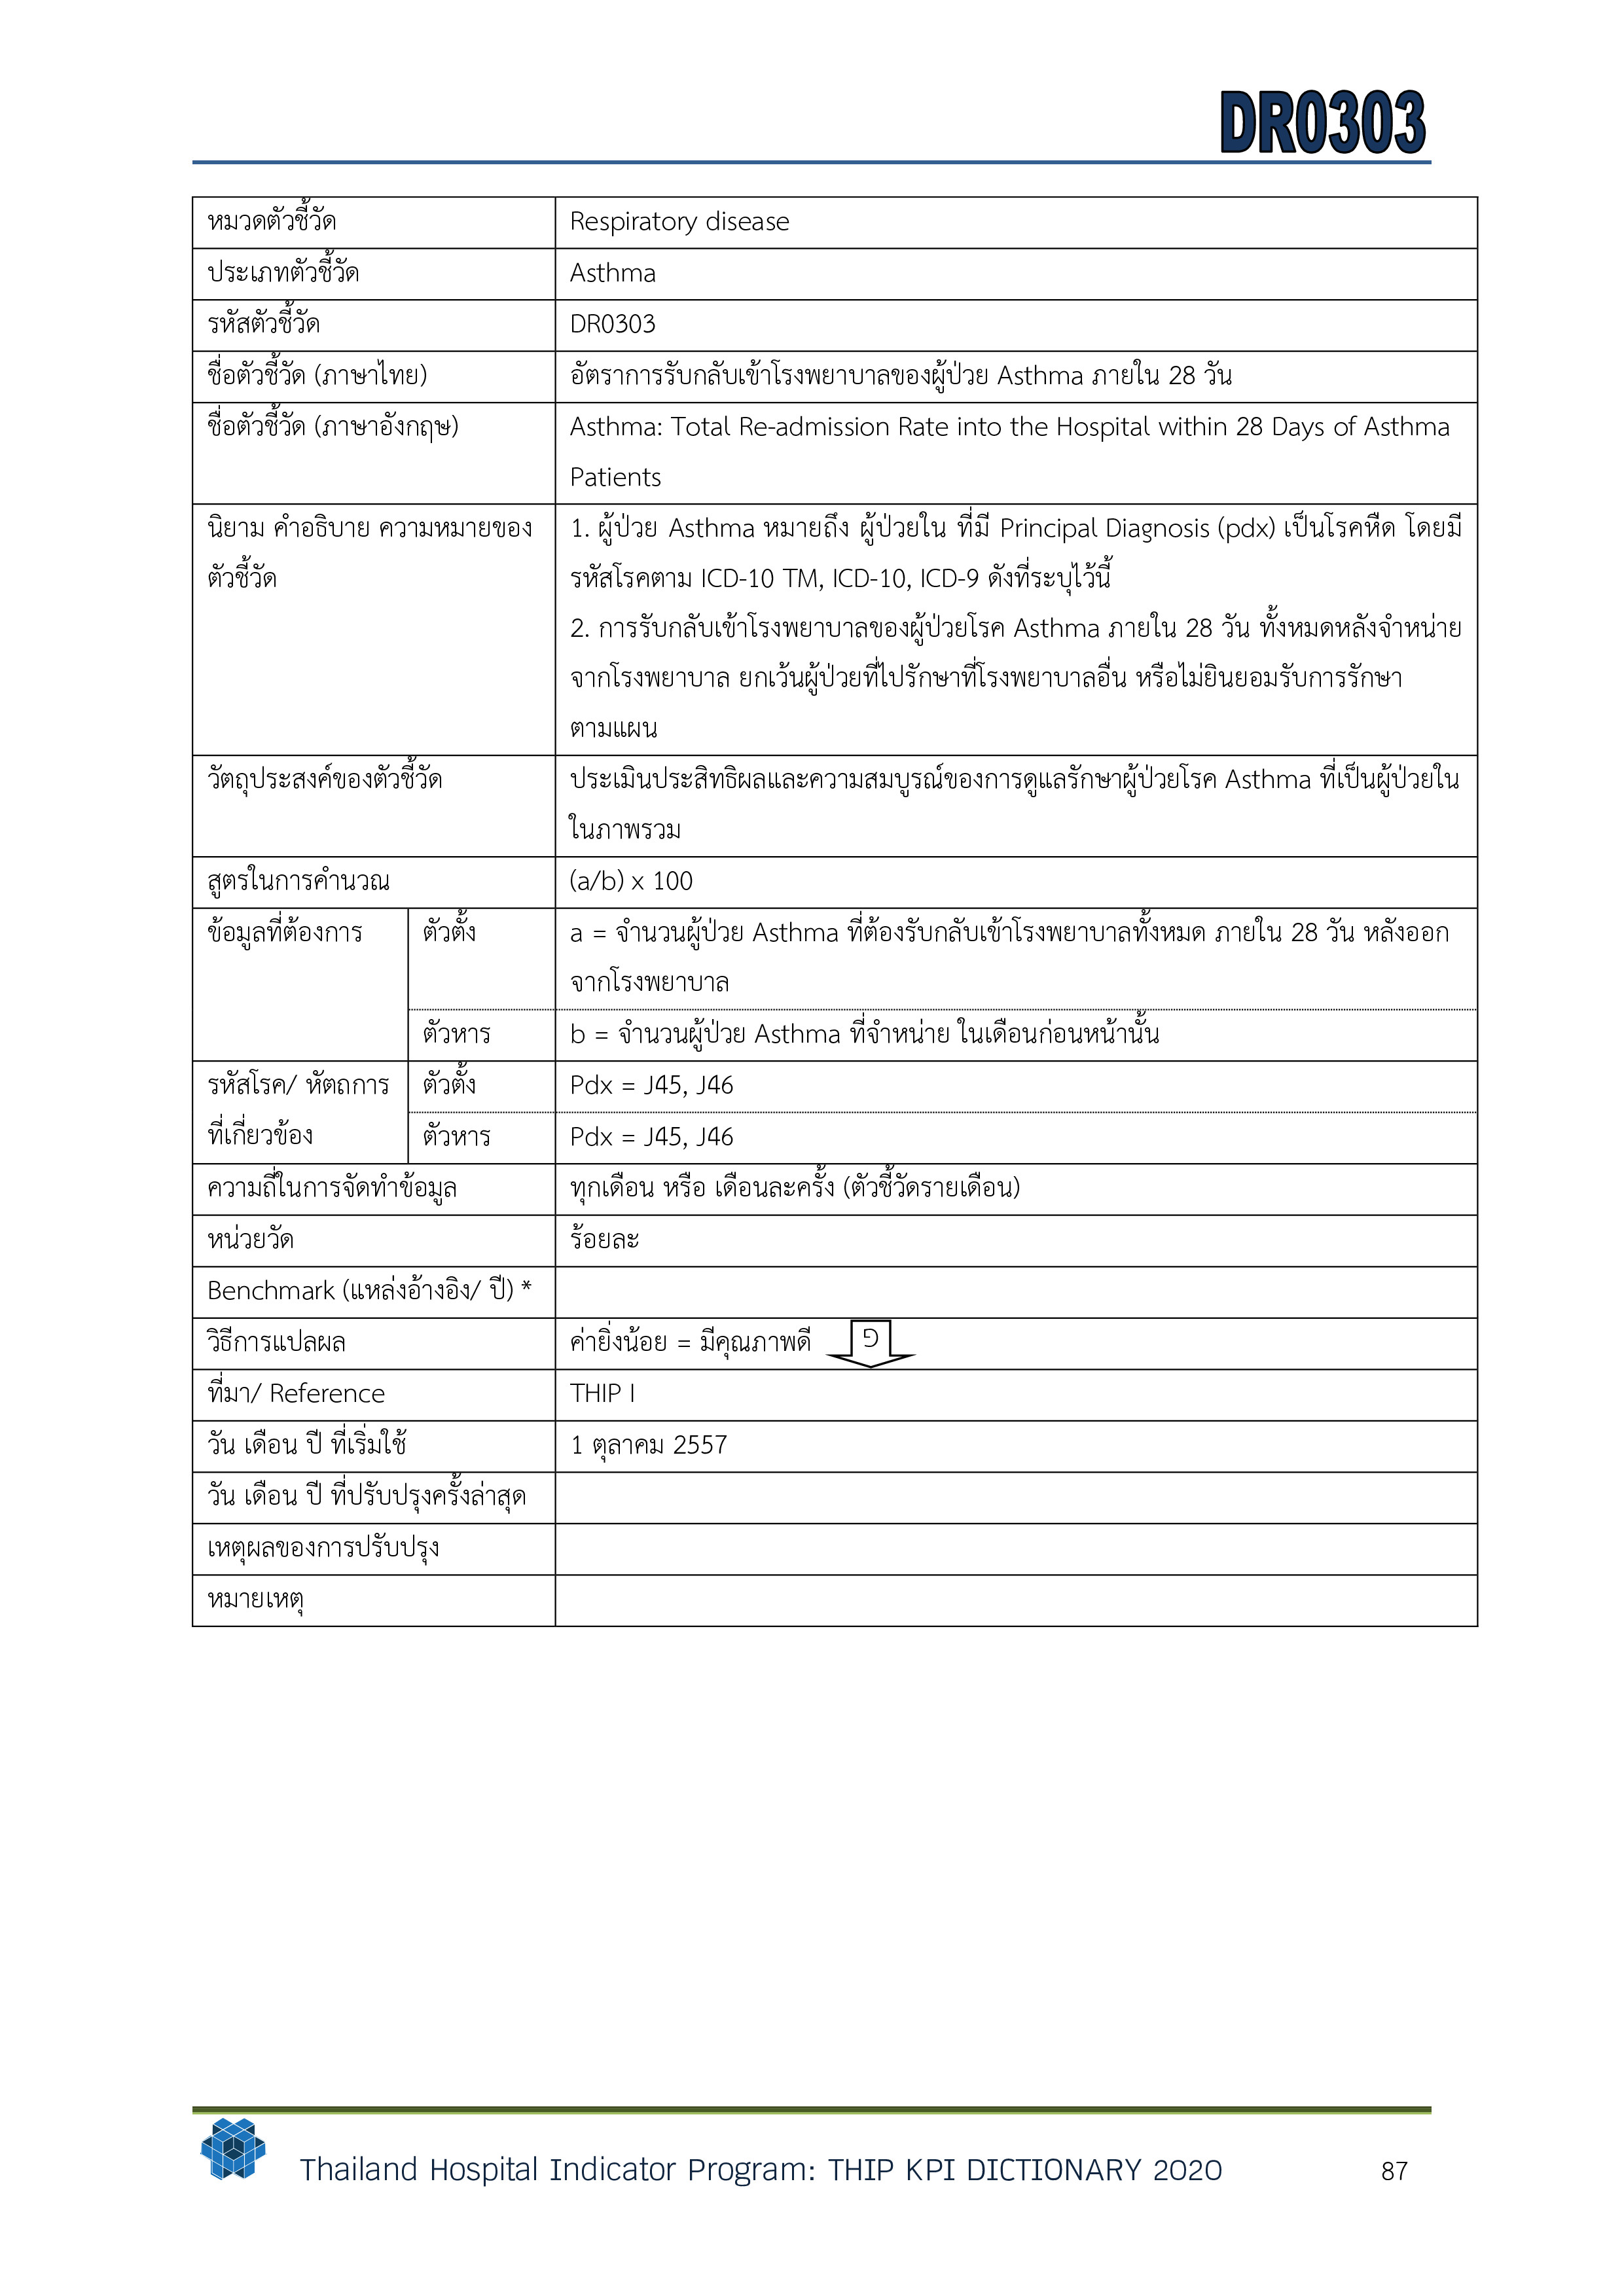 DR0303
หมวดตัวชี้วัด Respiratory disease
ประเภทตัวชี้วัด Asthma
รหัสตัวชี้วัด DR0303
ชื่อตัวชี้วัด (ภาษาไทย) อัตราการรับกลับเข้าโรงพยาบาลของผู้ป่วย Asthma ภายใน 28 วัน
ชื่อตัวชี้วัด (ภาษาอังกฤษ) Asthma: Total Re-admission Rate into the Hospital within 28 Days of Asthma
Patients
นิยาม คำอธิบาย ความหมายของ 1. ผู้ป่วย Asthma หมายถึง ผู้ป่วยใน ที่มี Principal Diagnosis (pdx) เป็นโรคหืด โดยมี
ตัวชี้วัด รหัสโรคตาม ICD-10 TM, ICD-10, ICD-9 ดังที่ระบุไว้นี้
2. การรับกลับเข้าโรงพยาบาลของผู้ป่วยโรค Asthma ภายใน 28 วัน ทั้งหมดหลังจำหน่าย
จากโรงพยาบาล ยกเว้นผู้ป่วยที่ไปรักษาที่โรงพยาบาลอื่น หรือไม่ยินยอมรับการรักษา
ตามแผน
วัตถุประสงค์ของตัวชี้วัด ประเมินประสิทธิผลและความสมบูรณ์ของการดูแลรักษาผู้ป่วยโรค Asthma ที่เป็นผู้ป่วยใน
ในภาพรวม
สูตรในการคำนวณ (a/b) x 100
ข้อมูลที่ต้องการ ตัวตั้ง a = จำนวนผู้ป่วย Asthma ที่ต้องรับกลับเข้าโรงพยาบาลทั้งหมด ภายใน 28 วัน หลังออก
จากโรงพยาบาล
ตัวหาร b = จำนวนผู้ป่วย Asthma ที่จำหน่าย ในเดือนก่อนหน้านั้น
รหัสโรค/ หัตถการ ตัวตั้ง Pdx = J45, J46
ที่เกี่ยวข้อง ตัวหาร Pdx = J45, J46
ความถี่ในการจัดทำข้อมูล ทุกเดือน หรือ เดือนละครั้ง (ตัวชี้วัดรายเดือน)
หน่วยวัด ร้อยละ
Benchmark (แหล่งอ้างอิง/ ปี) *
วิธีการแปลผล ค่ายิ่งน้อย = มีคุณภาพดี
ที่มา/ Reference THIP I
วัน เดือน ปี ที่เริ่มใช้ 1 ตุลาคม 2557
วัน เดือน ปี ที่ปรับปรุงครั้งล่าสุด
เหตุผลของการปรับปรุง
หมายเหตุ
Thailand Hospital Indicator Program: THIP KPI DICTIONARY 2020 87